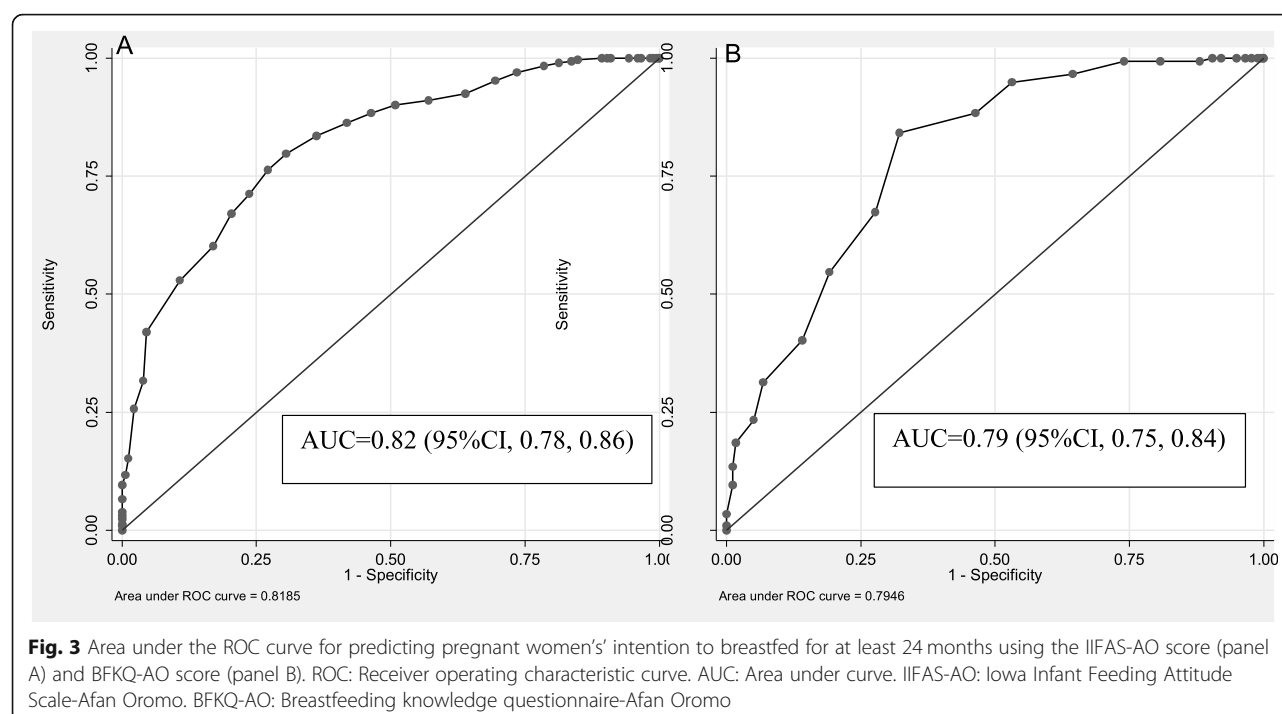 A
1.00
0.75
0.50
0.25
0.00
Sensitivity
AUC=0.82 (95%CI, 0.78, 0.86)
0.00 0.25 0.50 0.75 1.00
1 - Specificity
Area under ROC curve = 0.8185
B
1.00
0.75
0.50
0.25
0.00
Sensitivity
AUC=0.79 (95%CI, 0.75, 0.84)
0.00 0.25 0.50 0.75 1.00
1 - Specificity
Area under ROC curve = 0.7946
Fig. 3 Area under the ROC curve for predicting pregnant women's' intention to breastfed for at least 24 months using the IIFAS-AO score (panel
A) and BFKQ-AO score (panel B). ROC: Receiver operating characteristic curve. AUC: Area under curve. IIFAS-AO: Iowa Infant Feeding Attitude
Scale-Afan Oromo. BFKQ-AO: Breastfeeding knowledge questionnaire-Afan Oromo